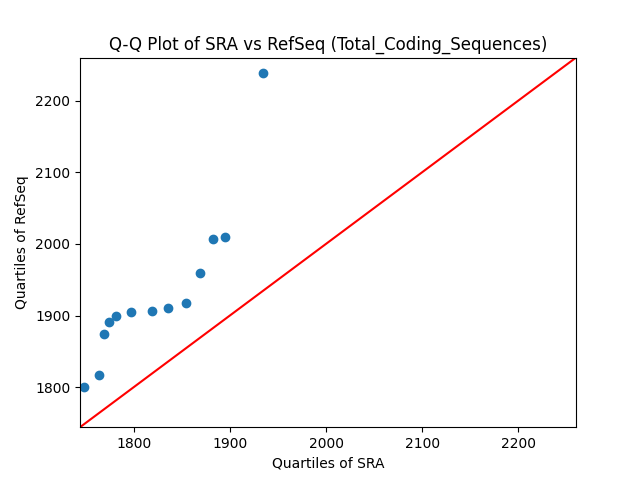 Q-Q Plot of SRA vs RefSeq (Total_Coding_Sequences)
Quartiles of RefSeq
2200
2100
2000
1900
1800
1800 1900 2000 2100 2200
Quartiles of SRA